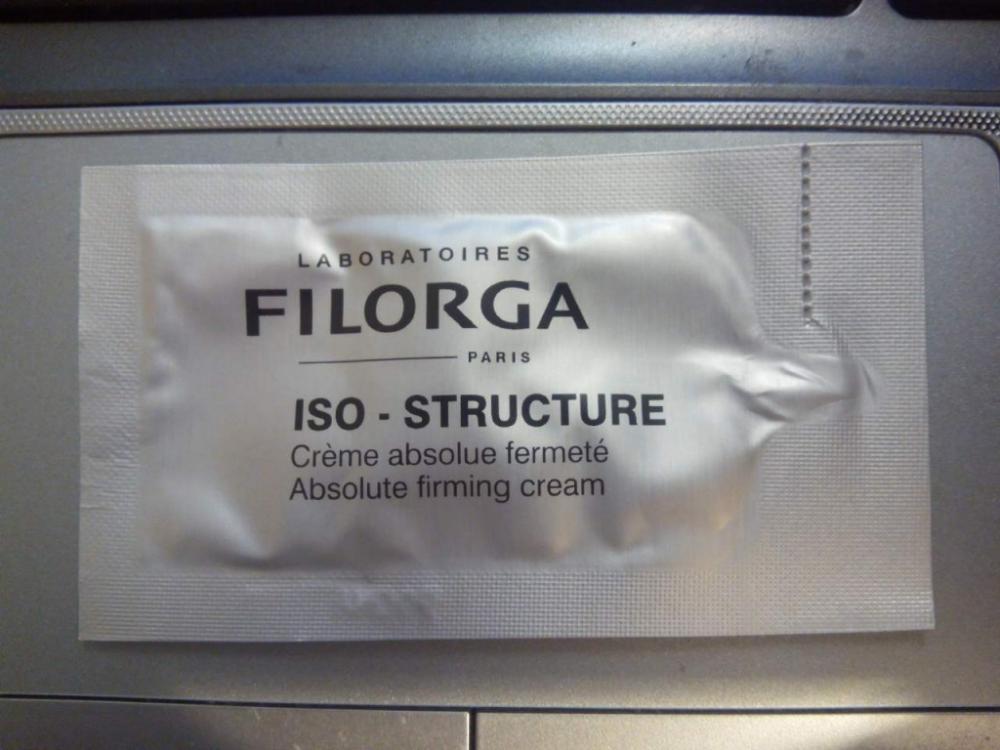 LABORATOIRES
FILORGA
PARIS
ISO - STRUCTURE
Crème absolue fermeté
Absolute firming cream